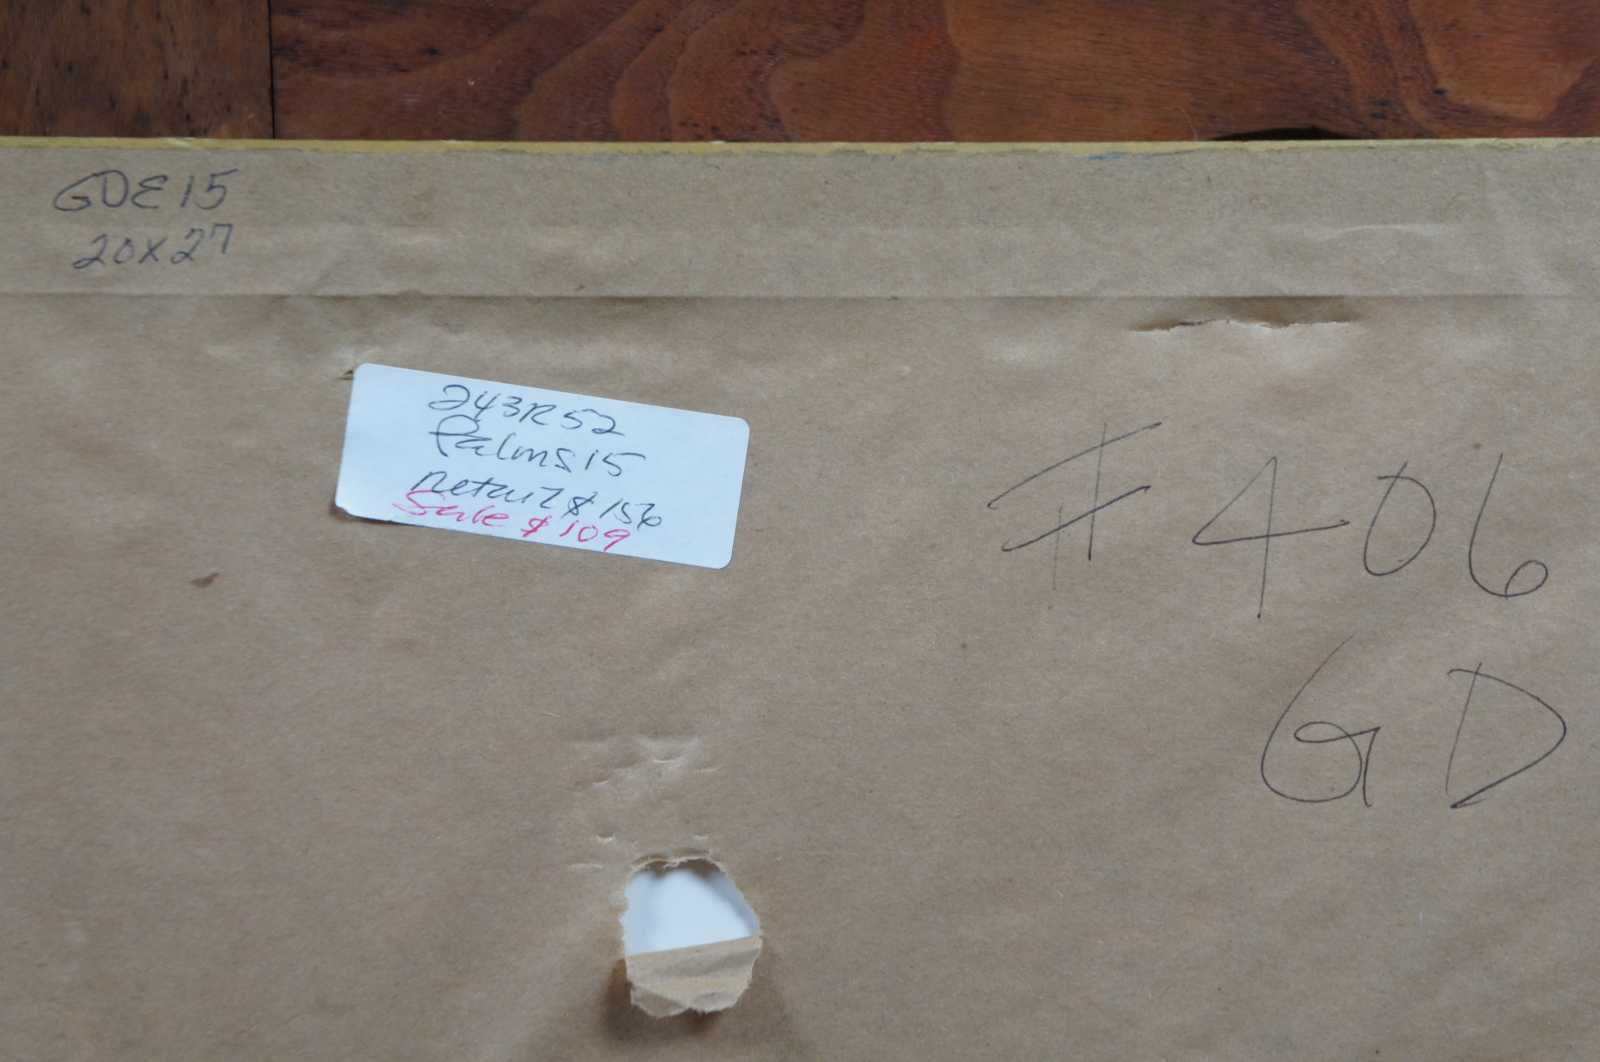 GDE15
20x27
243R52
Palms15
Retail $156
Sale $109
#406
GD